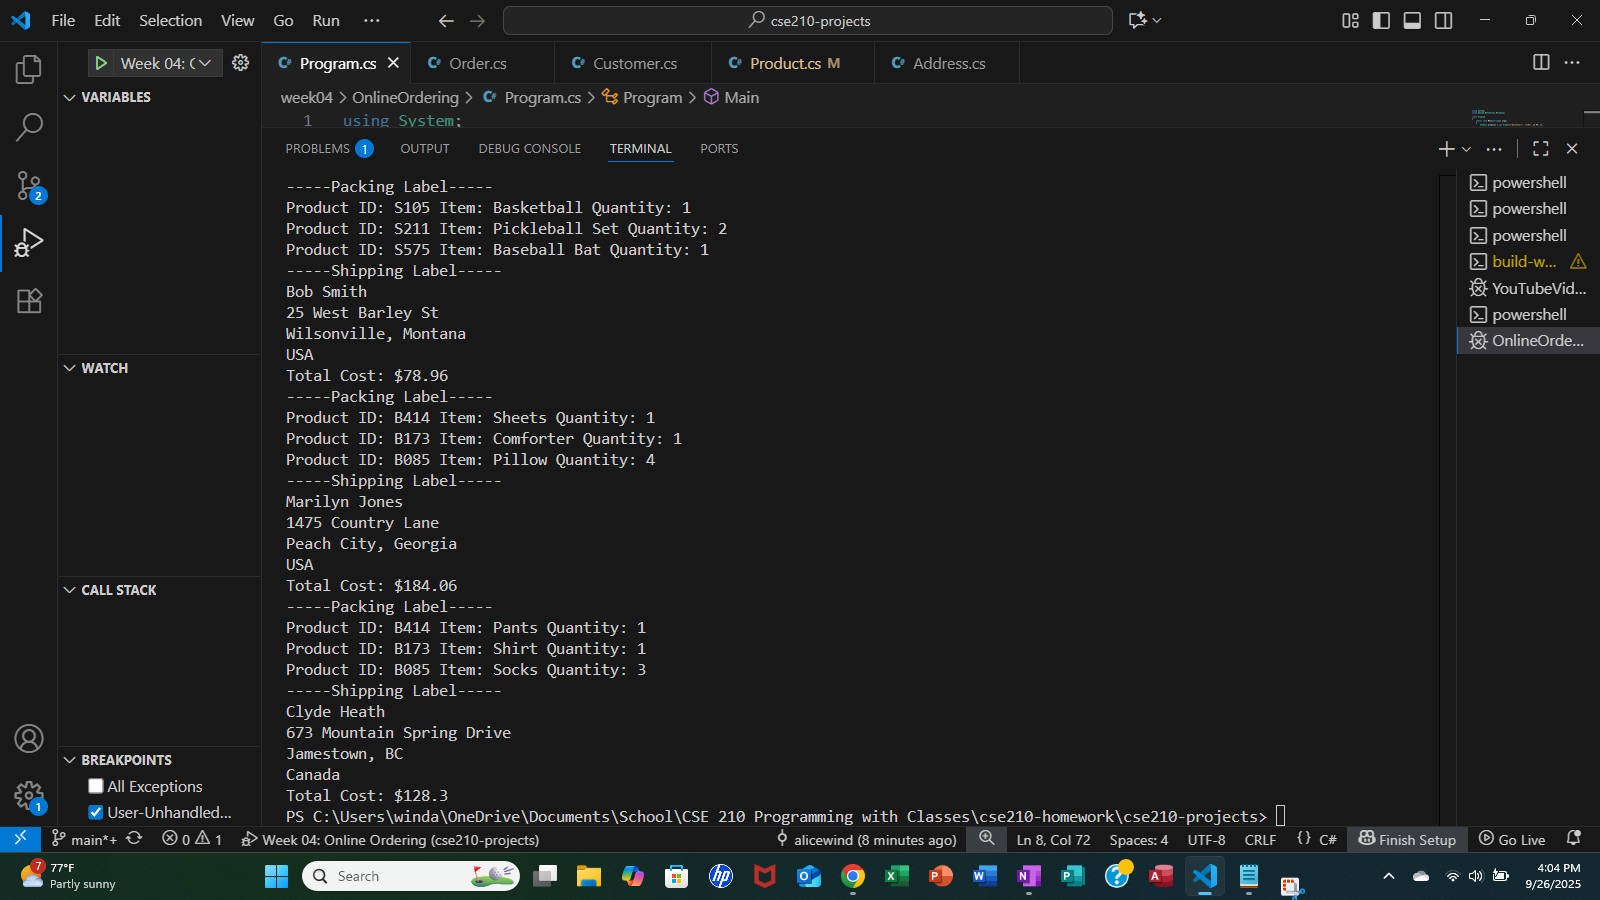 File Edit Selection View Go Run ···
cse210-projects
Week 04: C
Program.cs Order.cs Customer.cs Product.cs M Address.cs
VARIABLES
week04 > OnlineOrdering > Program.cs > Program > Main
1 using System;
PROBLEMS 1 OUTPUT DEBUG CONSOLE TERMINAL PORTS
-----Packing Label-----
Product ID: S105 Item: Basketball Quantity: 1
Product ID: S211 Item: Pickleball Set Quantity: 2
Product ID: S575 Item: Baseball Bat Quantity: 1
-----Shipping Label-----
Bob Smith
25 West Barley St
Wilsonville, Montana
USA
Total Cost: $78.96
-----Packing Label-----
Product ID: B414 Item: Sheets Quantity: 1
Product ID: B173 Item: Comforter Quantity: 1
Product ID: B085 Item: Pillow Quantity: 4
-----Shipping Label-----
Marilyn Jones
1475 Country Lane
Peach City, Georgia
USA
Total Cost: $184.06
-----Packing Label-----
Product ID: B414 Item: Pants Quantity: 1
Product ID: B173 Item: Shirt Quantity: 1
Product ID: B085 Item: Socks Quantity: 3
-----Shipping Label-----
Clyde Heath
673 Mountain Spring Drive
Jamestown, BC
Canada
Total Cost: $128.3
PS C:\Users\winda\OneDrive\Documents\School\CSE 210 Programming with Classes\cse210-homework\cse210-projects>
powershell
powershell
powershell
build-w...
YouTubeVid...
powershell
OnlineOrde...
2
WATCH
CALL STACK
BREAKPOINTS
All Exceptions
User-Unhandled...
1
main*+ 0 1 Week 04: Online Ordering (cse210-projects) alicewind (8 minutes ago) Ln 8, Col 72 Spaces: 4 UTF-8 CRLF {} C# Finish Setup Go Live
7
77°F
Partly sunny
Search
4:04 PM
9/26/2025